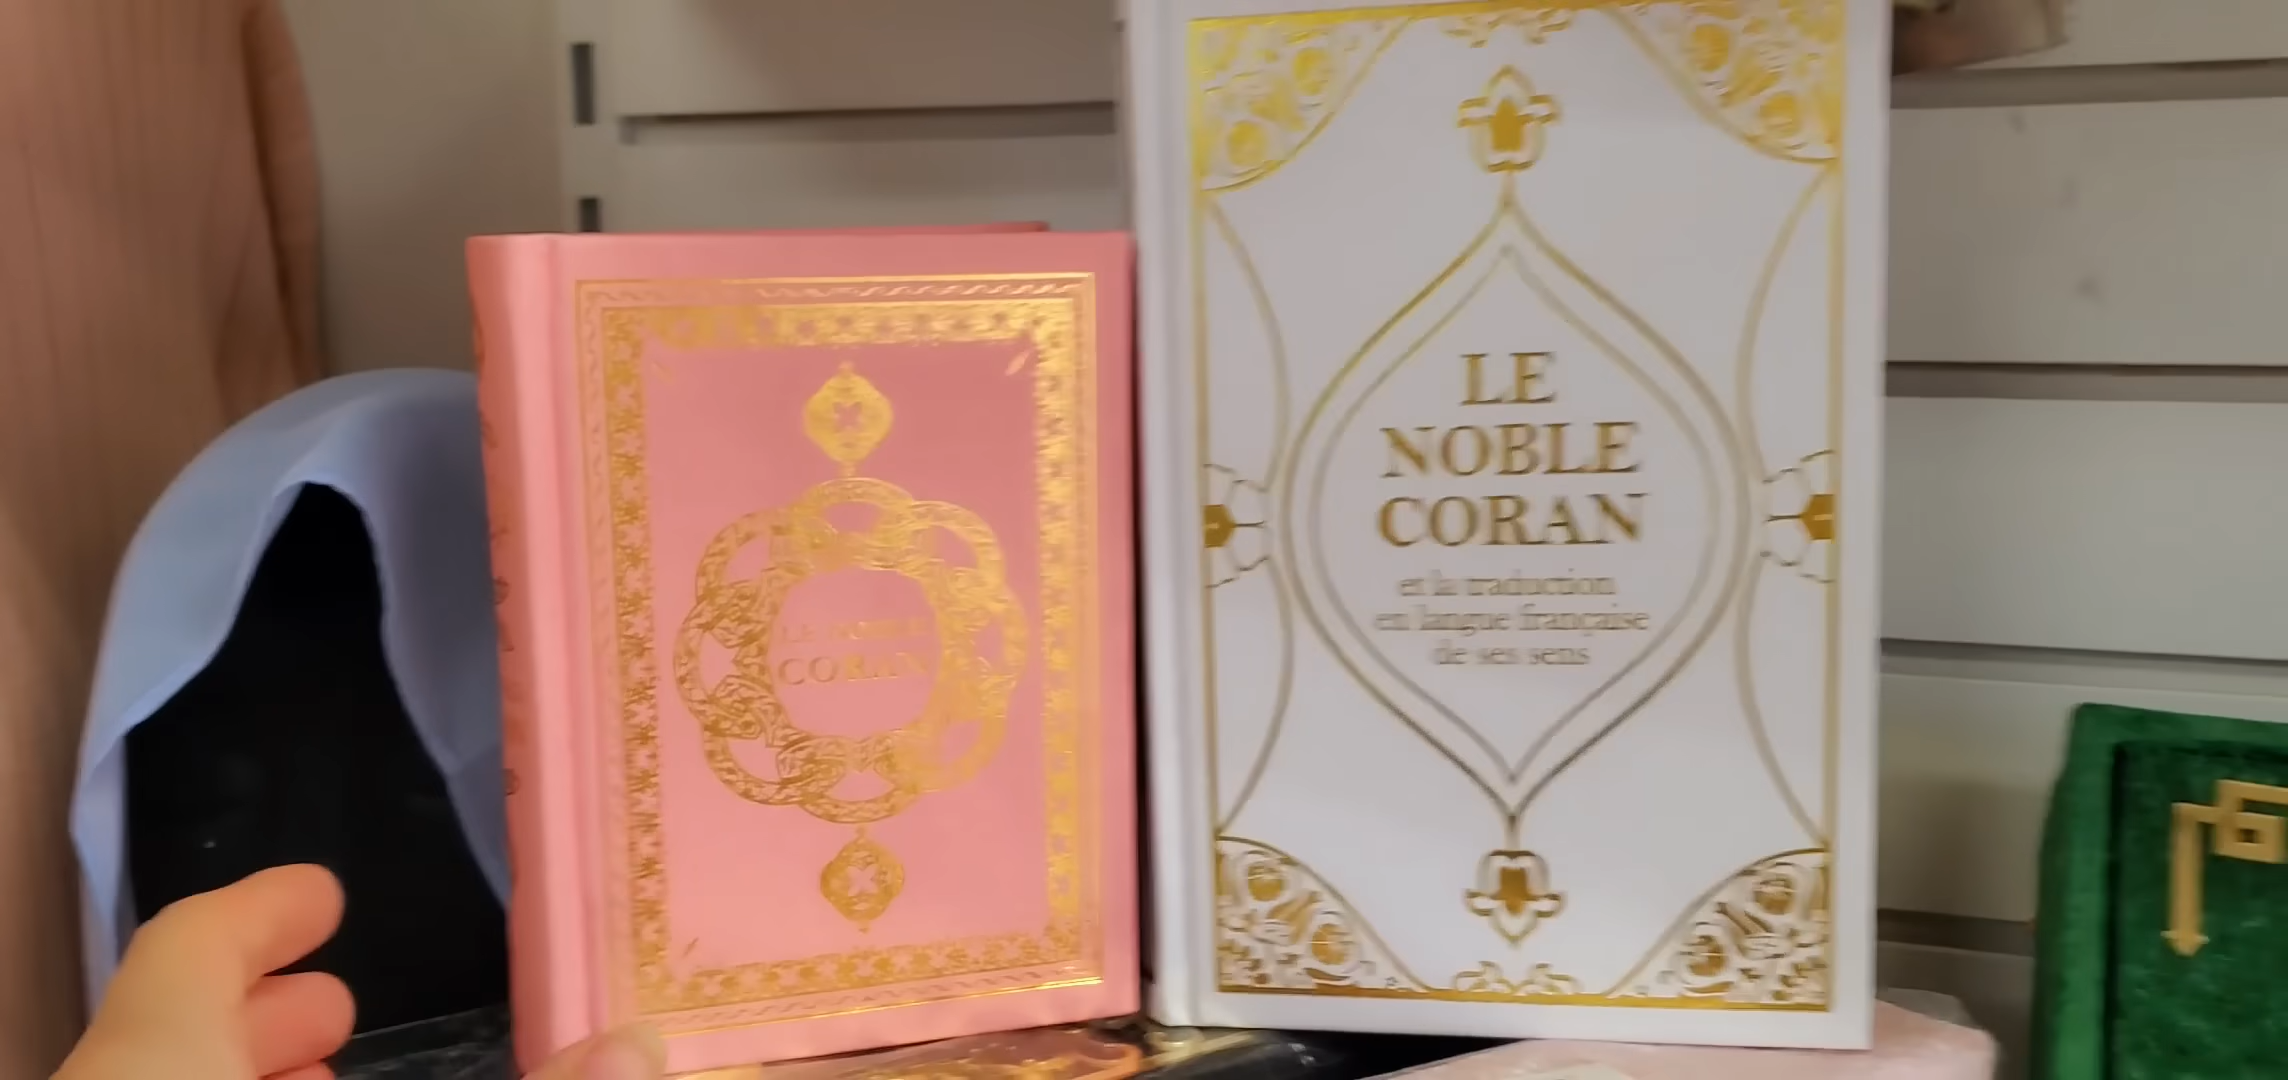 LE NOBLE
CORAN
LE
NOBLE
CORAN
et la traduction
en langue française
de ses sens